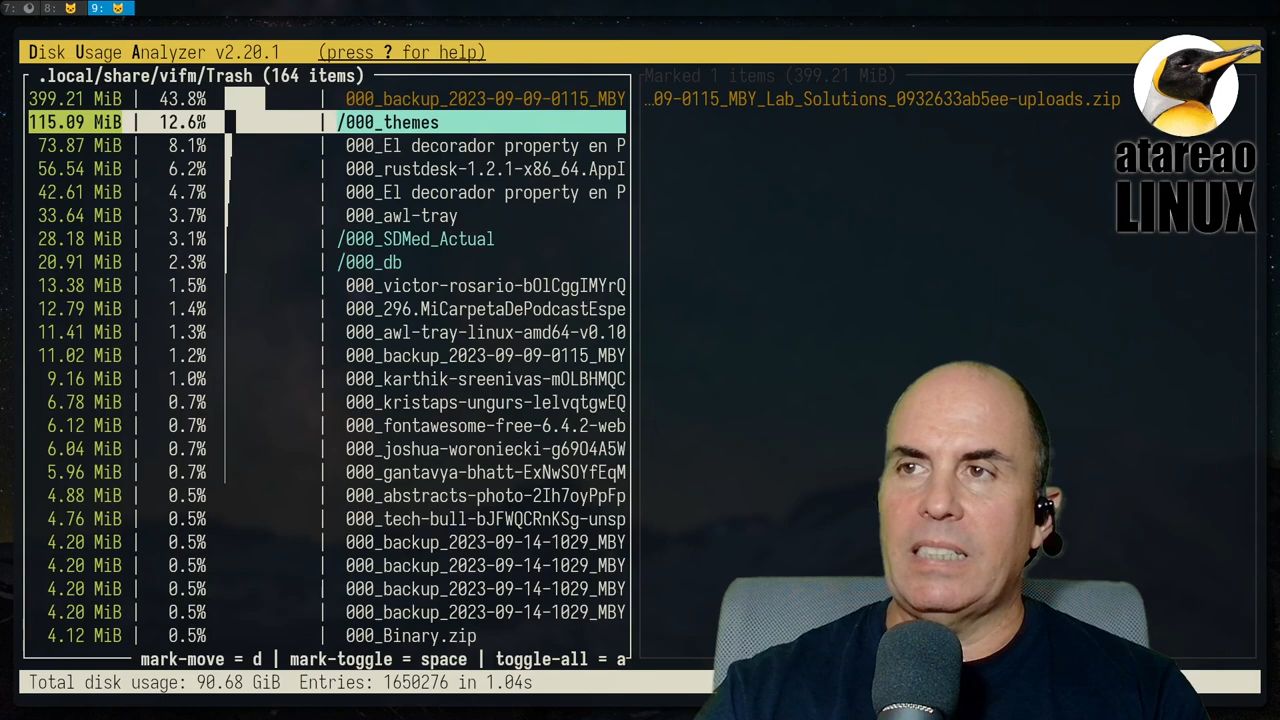 7: 8: 9:
Disk Usage Analyzer v2.20.1 (press ? for help)
.local/share/vifm/Trash (164 items)
399.21 MiB | 43.8% | 000_backup_2023-09-09-0115_MBY
115.09 MiB | 12.6% | /000_themes
73.87 MiB | 8.1% | 000_El decorador property en P
56.54 MiB | 6.2% | 000_rustdesk-1.2.1-x86_64.AppI
42.61 MiB | 4.7% | 000_El decorador property en P
33.64 MiB | 3.7% | 000_awl-tray
28.18 MiB | 3.1% | /000_SDMed_Actual
20.91 MiB | 2.3% | /000_db
13.38 MiB | 1.5% | 000_victor-rosario-bOlCggIMYrQ
12.79 MiB | 1.4% | 000_296.MiCarpetaDePodcastEspe
11.41 MiB | 1.3% | 000_awl-tray-linux-amd64-v0.10
11.02 MiB | 1.2% | 000_backup_2023-09-09-0115_MBY
9.16 MiB | 1.0% | 000_karthik-sreenivas-mOLBHMQC
6.78 MiB | 0.7% | 000_kristaps-ungurs-lelvqtgwEQ
6.12 MiB | 0.7% | 000_fontawesome-free-6.4.2-web
6.04 MiB | 0.7% | 000_joshua-woroniecki-g69O4A5W
5.96 MiB | 0.7% | 000_gantavya-bhatt-ExNwSOYfEqM
4.88 MiB | 0.5% | 000_abstracts-photo-2Ih7oyPpFp
4.76 MiB | 0.5% | 000_tech-bull-bJFWQCRnKSg-unsp
4.20 MiB | 0.5% | 000_backup_2023-09-14-1029_MBY
4.20 MiB | 0.5% | 000_backup_2023-09-14-1029_MBY
4.20 MiB | 0.5% | 000_backup_2023-09-14-1029_MBY
4.20 MiB | 0.5% | 000_backup_2023-09-14-1029_MBY
4.12 MiB | 0.5% | 000_Binary.zip
mark-move = d | mark-toggle = space | toggle-all = a
Marked 1 items (399.21 MiB)
…09-0115_MBY_Lab_Solutions_0932633ab5ee-uploads.zip
atareao
LINUX
Total disk usage: 90.68 GiB Entries: 1650276 in 1.04s